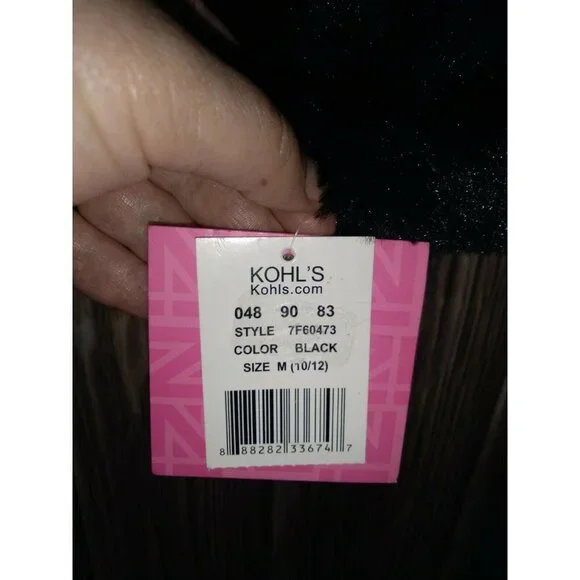 KOHL'S
Kohls.com
048 90 83
STYLE 7F60473
COLOR BLACK
SIZE M (10/12)
8 88282 33674 7